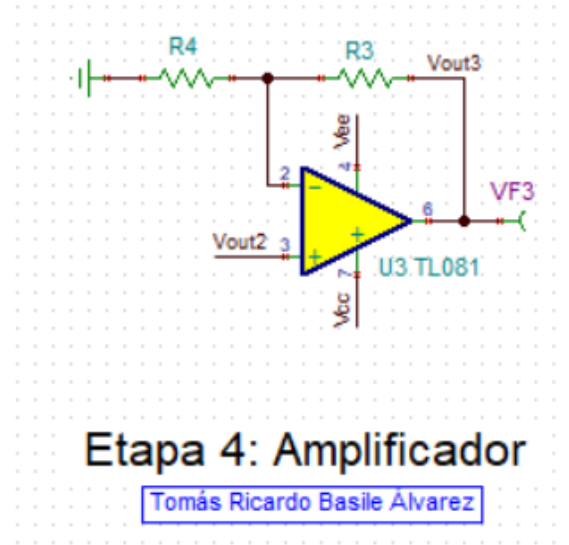 R4
R3
Vout3
Vee
4
2
VF3
6
Vout2
3
U3 TL081
7
Vcc
Etapa 4: Amplificador
Tomás Ricardo Basile Álvarez